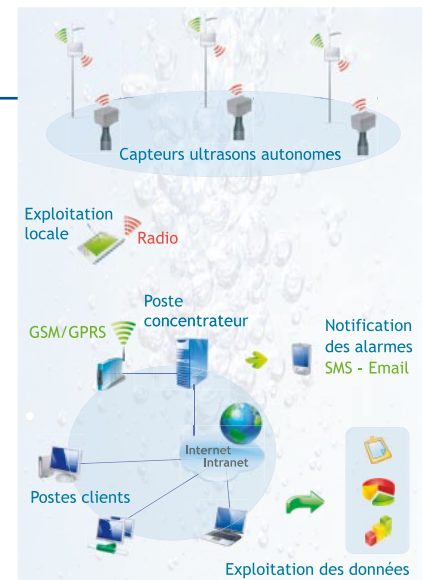 Capteurs ultrasons autonomes
Exploitation
locale
Radio
Poste
concentrateur
GSM/GPRS
Notification
des alarmes
SMS - Email
Internet
Intranet
Postes clients
Exploitation des données